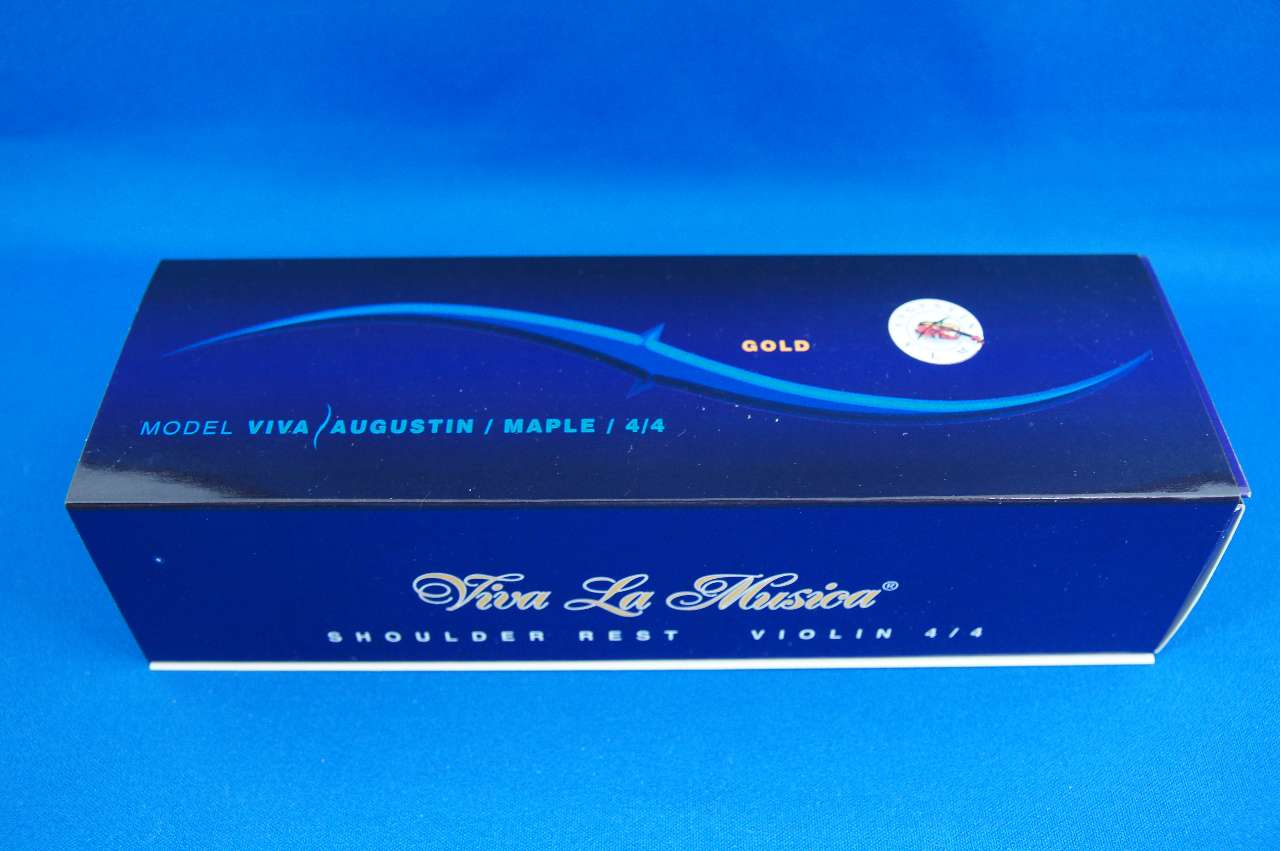 GOLD
MODEL VIVA AUGUSTIN / MAPLE / 4/4
Viva La Musica®
SHOULDER REST VIOLIN 4/4